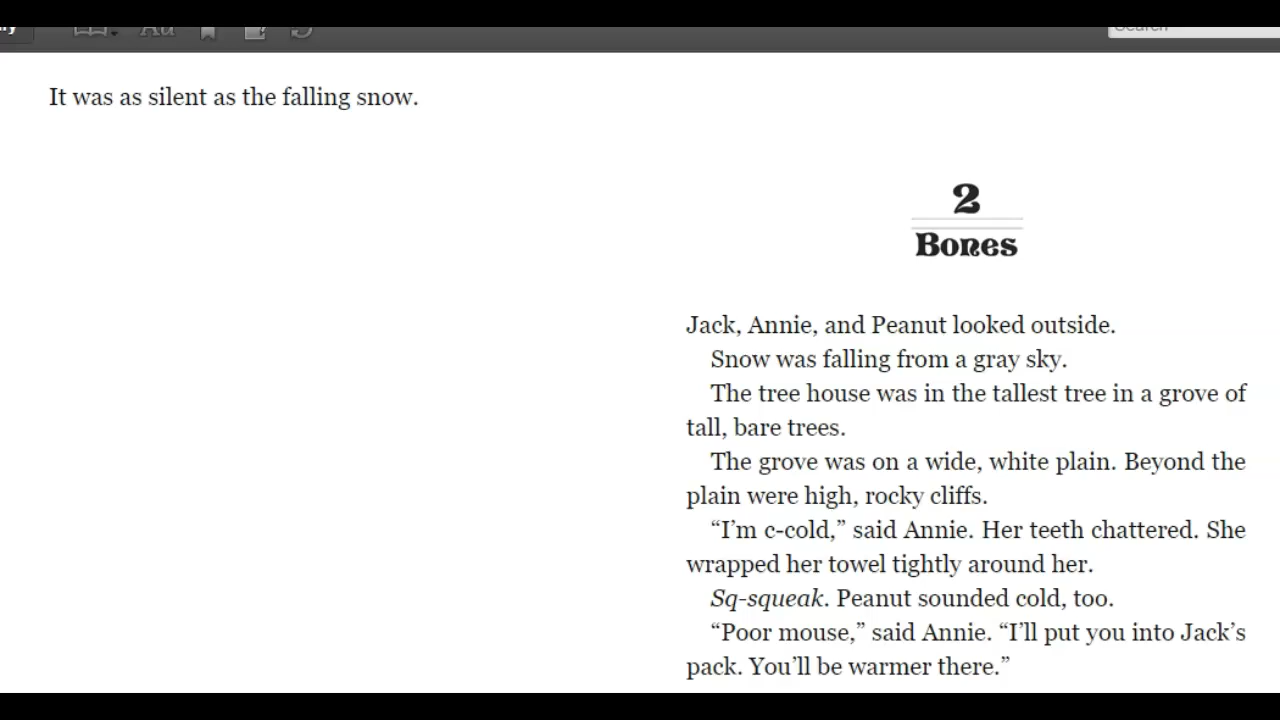 Aa
It was as silent as the falling snow.
2
Bones
Jack, Annie, and Peanut looked outside.
Snow was falling from a gray sky.
The tree house was in the tallest tree in a grove of
tall, bare trees.
The grove was on a wide, white plain. Beyond the
plain were high, rocky cliffs.
“I’m c-cold,” said Annie. Her teeth chattered. She
wrapped her towel tightly around her.
Sq-squeak. Peanut sounded cold, too.
“Poor mouse,” said Annie. “I’ll put you into Jack’s
pack. You’ll be warmer there.”